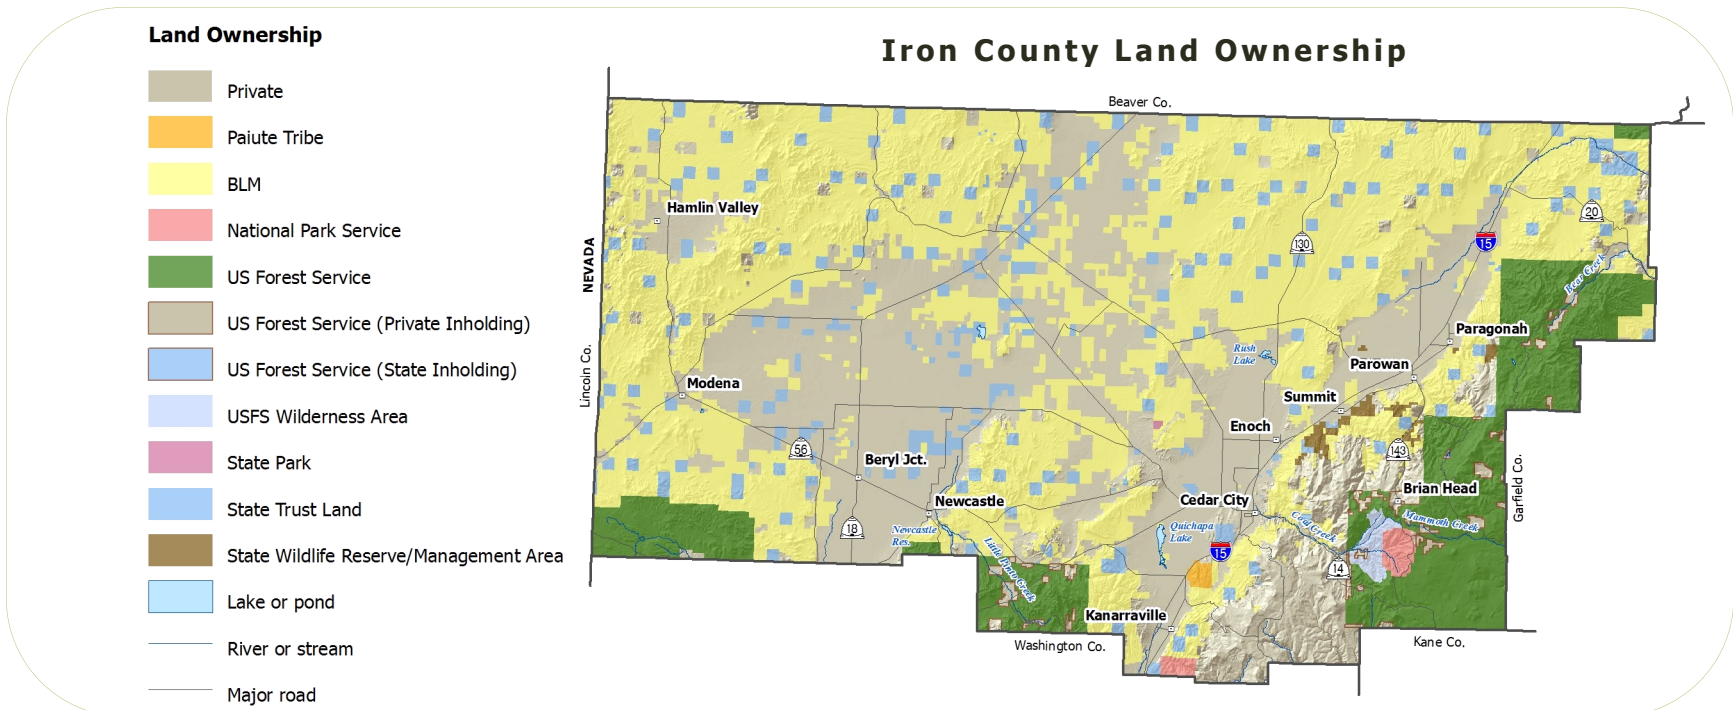 Land Ownership
Private
Paiute Tribe
BLM
National Park Service
US Forest Service
US Forest Service (Private Inholding)
US Forest Service (State Inholding)
USFS Wilderness Area
State Park
State Trust Land
State Wildlife Reserve/Management Area
Lake or pond
River or stream
Major road
Iron County Land Ownership
Beaver Co.
Hamlin Valley
20
130
15
NEVADA
Bear Creek
Paragonah
Rush
Lake
Parowan
Lincoln Co.
Modena
Summit
Enoch
56
143
Beryl Jct.
Garfield Co.
Brian Head
Newcastle
Cedar City
Mammoth Creek
Coal Creek
18
Newcastle
Res.
Quichapa
Lake
15
Little Pinto Creek
14
Kanarraville
Washington Co.
Kane Co.